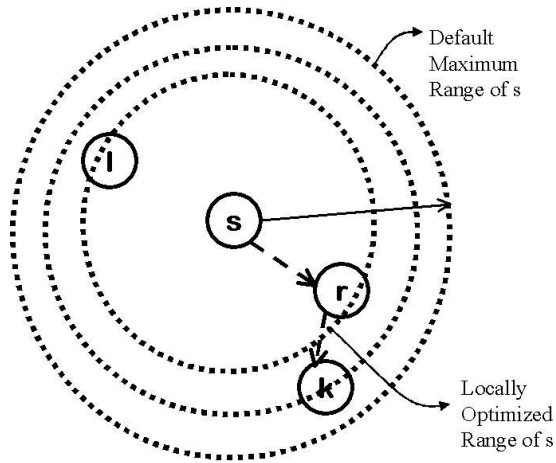 Default
Maximum
Range of s
l
s
r
k
Locally
Optimized
Range of s